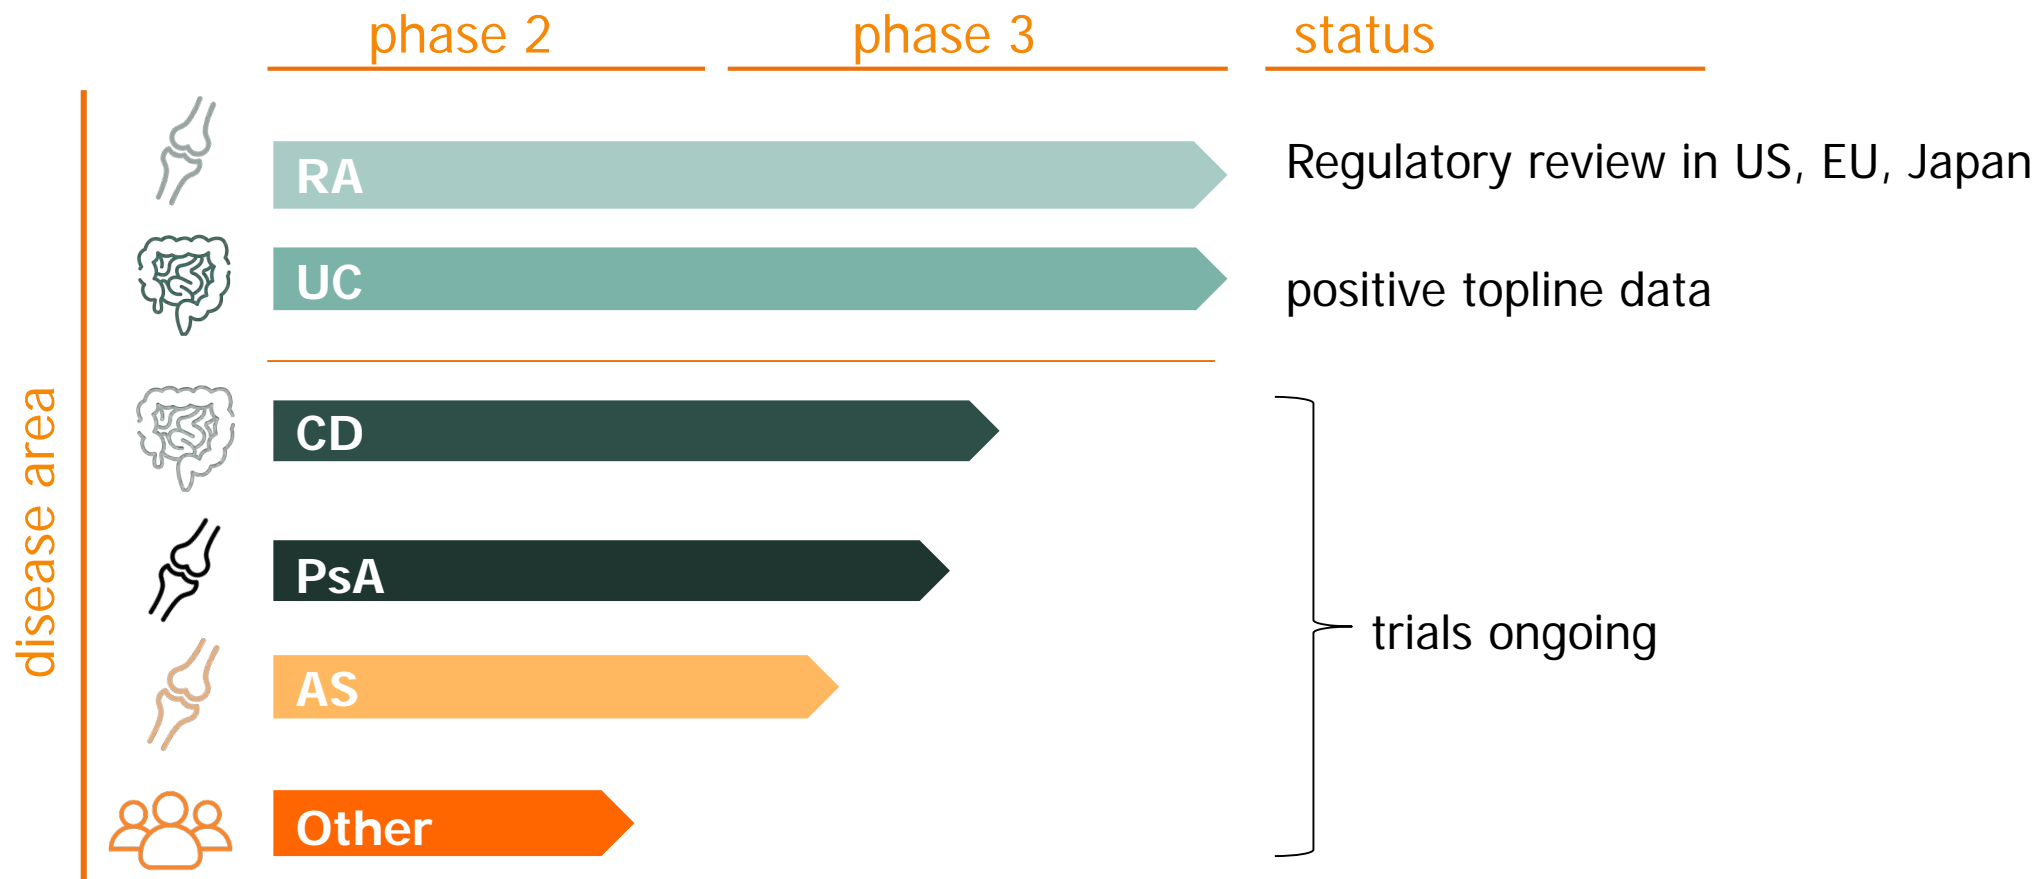 phase 2
phase 3
status
disease area
RA
Regulatory review in US, EU, Japan
UC
positive topline data
CD
PsA
AS
trials ongoing
Other